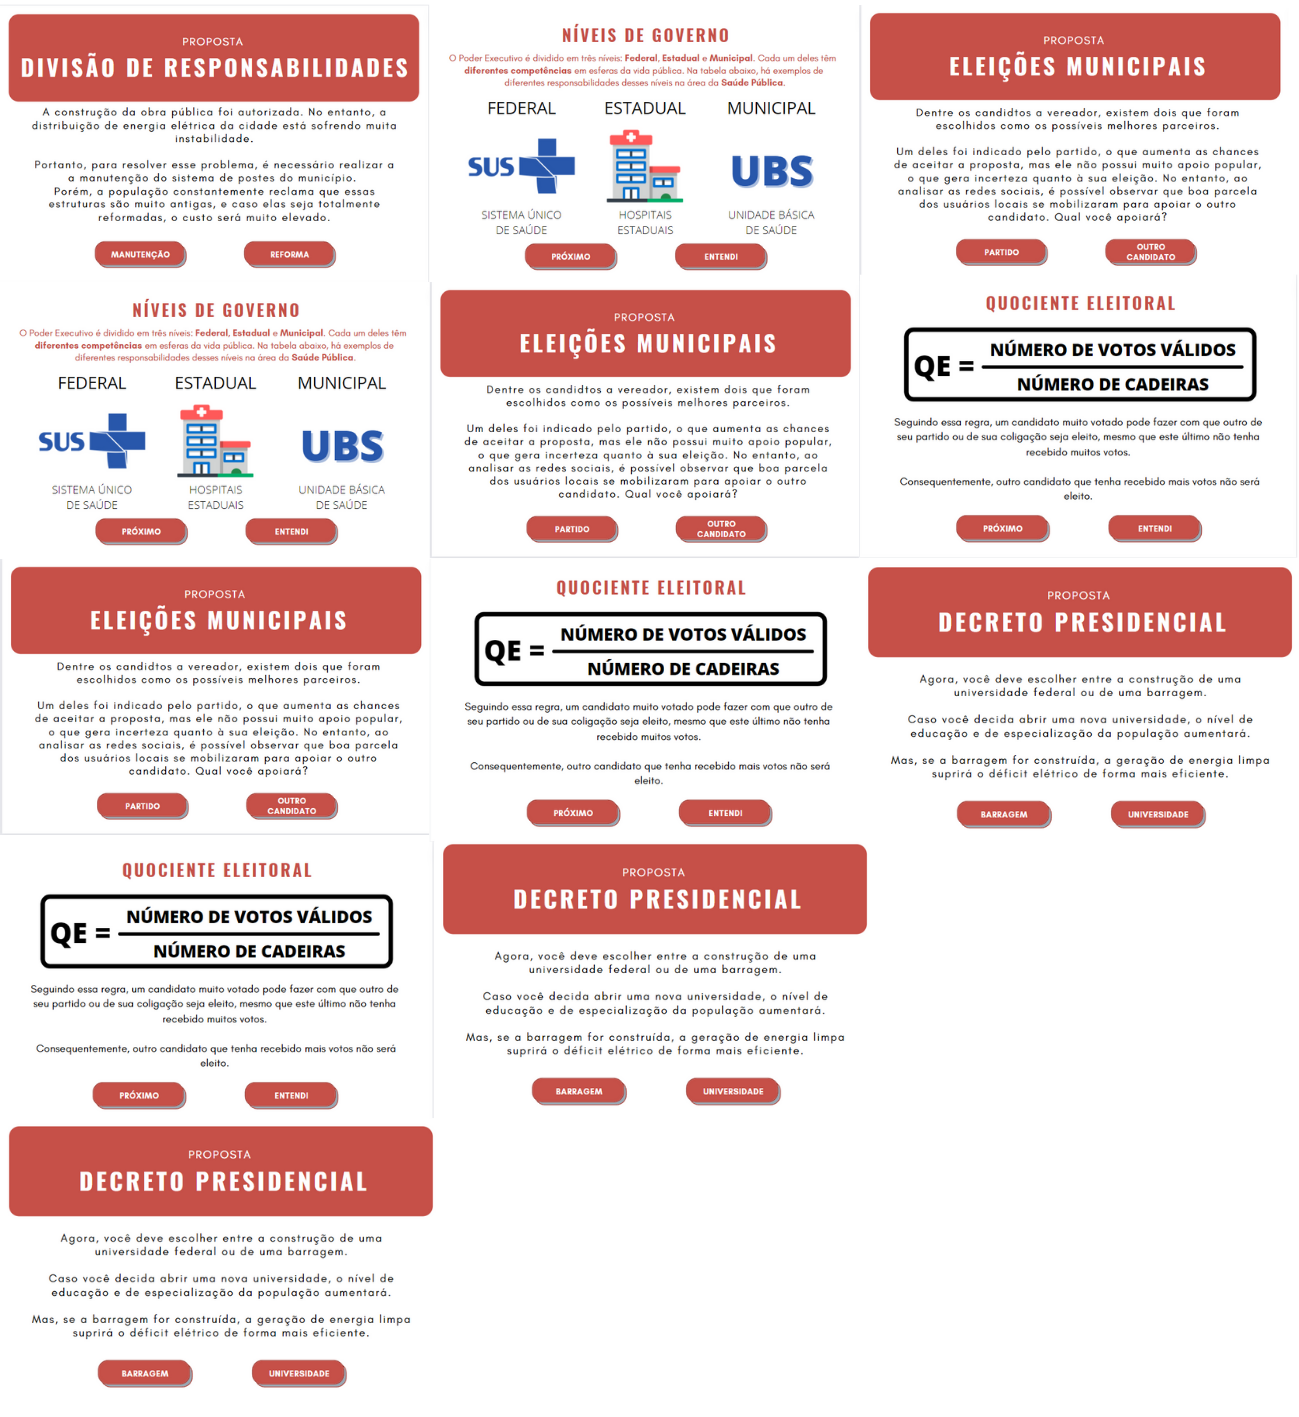 PROPOSTA
DIVISÃO DE RESPONSABILIDADES
A construção da obra pública foi autorizada. No entanto, a
distribuição de energia elétrica da cidade está sofrendo muita
instabilidade.
Portanto, para resolver esse problema, é necessário realizar a
a manutenção do sistema de postes do município.
Porém, a população constantemente reclama que essas
estruturas são muito antigas, e caso elas seja totalmente
reformadas, o custo será muito elevado.
MANUTENÇÃO
REFORMA
NÍVEIS DE GOVERNO
O Poder Executivo é dividido em três níveis: Federal, Estadual e Municipal. Cada um deles têm
diferentes competências em esferas da vida pública. Na tabela abaixo, há exemplos de
diferentes responsabilidades desses níveis na área da Saúde Pública.
FEDERAL
ESTADUAL
MUNICIPAL
SUS
UBS
SISTEMA ÚNICO
DE SAÚDE
HOSPITAIS
ESTADUAIS
UNIDADE BÁSICA
DE SAÚDE
PRÓXIMO
ENTENDI
PROPOSTA
ELEIÇÕES MUNICIPAIS
Dentre os candidtos a vereador, existem dois que foram
escolhidos como os possíveis melhores parceiros.
Um deles foi indicado pelo partido, o que aumenta as chances
de aceitar a proposta, mas ele não possui muito apoio popular,
o que gera incerteza quanto à sua eleição. No entanto, ao
analisar as redes sociais, é possível observar que boa parcela
dos usuários locais se mobilizaram para apoiar o outro
candidato. Qual você apoiará?
PARTIDO
OUTRO
CANDIDATO
NÍVEIS DE GOVERNO
O Poder Executivo é dividido em três níveis: Federal, Estadual e Municipal. Cada um deles têm
diferentes competências em esferas da vida pública. Na tabela abaixo, há exemplos de
diferentes responsabilidades desses níveis na área da Saúde Pública.
FEDERAL
ESTADUAL
MUNICIPAL
SUS
UBS
SISTEMA ÚNICO
DE SAÚDE
HOSPITAIS
ESTADUAIS
UNIDADE BÁSICA
DE SAÚDE
PRÓXIMO
ENTENDI
PROPOSTA
ELEIÇÕES MUNICIPAIS
Dentre os candidtos a vereador, existem dois que foram
escolhidos como os possíveis melhores parceiros.
Um deles foi indicado pelo partido, o que aumenta as chances
de aceitar a proposta, mas ele não possui muito apoio popular,
o que gera incerteza quanto à sua eleição. No entanto, ao
analisar as redes sociais, é possível observar que boa parcela
dos usuários locais se mobilizaram para apoiar o outro
candidato. Qual você apoiará?
PARTIDO
OUTRO
CANDIDATO
QUOCIENTE ELEITORAL
QE =
NÚMERO DE VOTOS VÁLIDOS
NÚMERO DE CADEIRAS
Seguindo essa regra, um candidato muito votado pode fazer com que outro de
seu partido ou de sua coligação seja eleito, mesmo que este último não tenha
recebido muitos votos.
Consequentemente, outro candidato que tenha recebido mais votos não será
eleito.
PRÓXIMO
ENTENDI
PROPOSTA
ELEIÇÕES MUNICIPAIS
Dentre os candidtos a vereador, existem dois que foram
escolhidos como os possíveis melhores parceiros.
Um deles foi indicado pelo partido, o que aumenta as chances
de aceitar a proposta, mas ele não possui muito apoio popular,
o que gera incerteza quanto à sua eleição. No entanto, ao
analisar as redes sociais, é possível observar que boa parcela
dos usuários locais se mobilizaram para apoiar o outro
candidato. Qual você apoiará?
PARTIDO
OUTRO
CANDIDATO
QUOCIENTE ELEITORAL
QE =
NÚMERO DE VOTOS VÁLIDOS
NÚMERO DE CADEIRAS
Seguindo essa regra, um candidato muito votado pode fazer com que outro de
seu partido ou de sua coligação seja eleito, mesmo que este último não tenha
recebido muitos votos.
Consequentemente, outro candidato que tenha recebido mais votos não será
eleito.
PRÓXIMO
ENTENDI
PROPOSTA
DECRETO PRESIDENCIAL
Agora, você deve escolher entre a construção de uma
universidade federal ou de uma barragem.
Caso você decida abrir uma nova universidade, o nível de
educação e de especialização da população aumentará.
Mas, se a barragem for construída, a geração de energia limpa
suprirá o déficit elétrico de forma mais eficiente.
BARRAGEM
UNIVERSIDADE
QUOCIENTE ELEITORAL
QE =
NÚMERO DE VOTOS VÁLIDOS
NÚMERO DE CADEIRAS
Seguindo essa regra, um candidato muito votado pode fazer com que outro de
seu partido ou de sua coligação seja eleito, mesmo que este último não tenha
recebido muitos votos.
Consequentemente, outro candidato que tenha recebido mais votos não será
eleito.
PRÓXIMO
ENTENDI
PROPOSTA
DECRETO PRESIDENCIAL
Agora, você deve escolher entre a construção de uma
universidade federal ou de uma barragem.
Caso você decida abrir uma nova universidade, o nível de
educação e de especialização da população aumentará.
Mas, se a barragem for construída, a geração de energia limpa
suprirá o déficit elétrico de forma mais eficiente.
BARRAGEM
UNIVERSIDADE
PROPOSTA
DECRETO PRESIDENCIAL
Agora, você deve escolher entre a construção de uma
universidade federal ou de uma barragem.
Caso você decida abrir uma nova universidade, o nível de
educação e de especialização da população aumentará.
Mas, se a barragem for construída, a geração de energia limpa
suprirá o déficit elétrico de forma mais eficiente.
BARRAGEM
UNIVERSIDADE